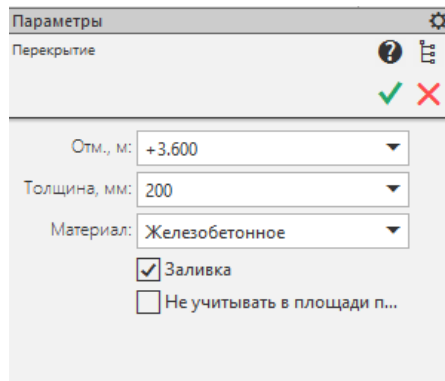 Параметры
Перекрытие
Отм., м: +3.600
Толщина, мм: 200
Материал: Железобетонное
Заливка
Не учитывать в площади п...